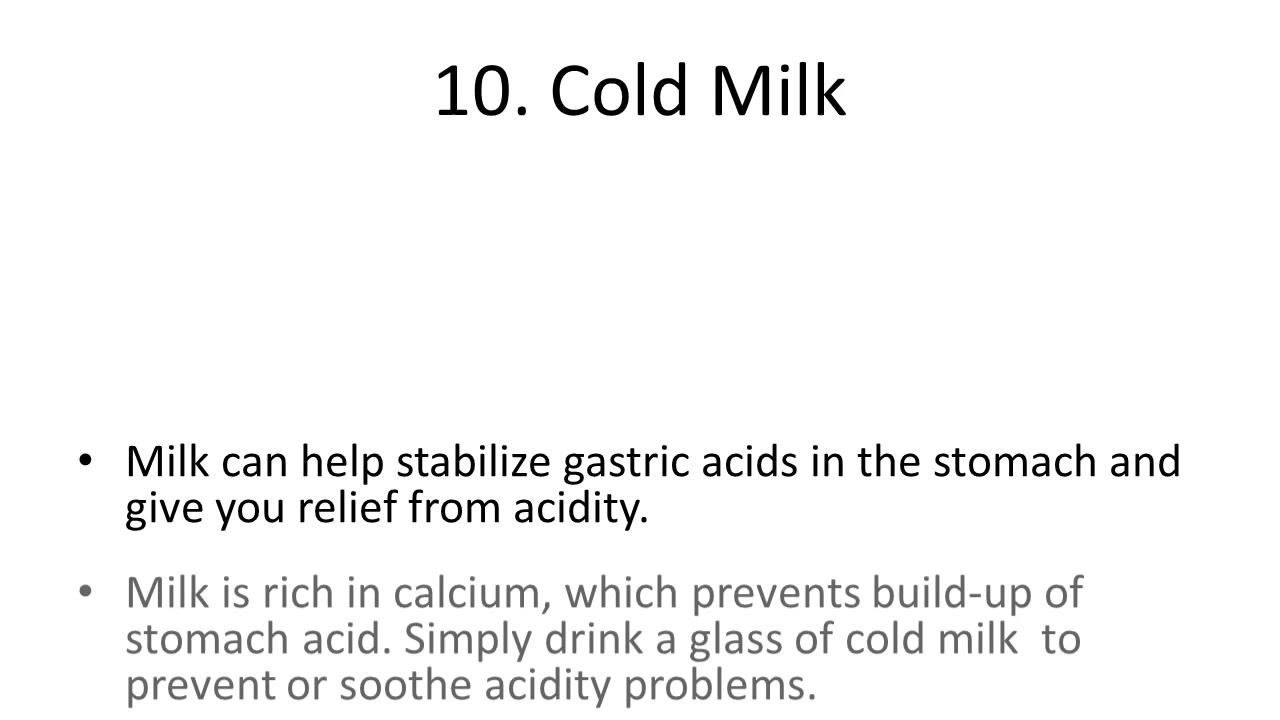 10. Cold Milk
• Milk can help stabilize gastric acids in the stomach and
give you relief from acidity.
• Milk is rich in calcium, which prevents build-up of
stomach acid. Simply drink a glass of cold milk  to
prevent or soothe acidity problems.